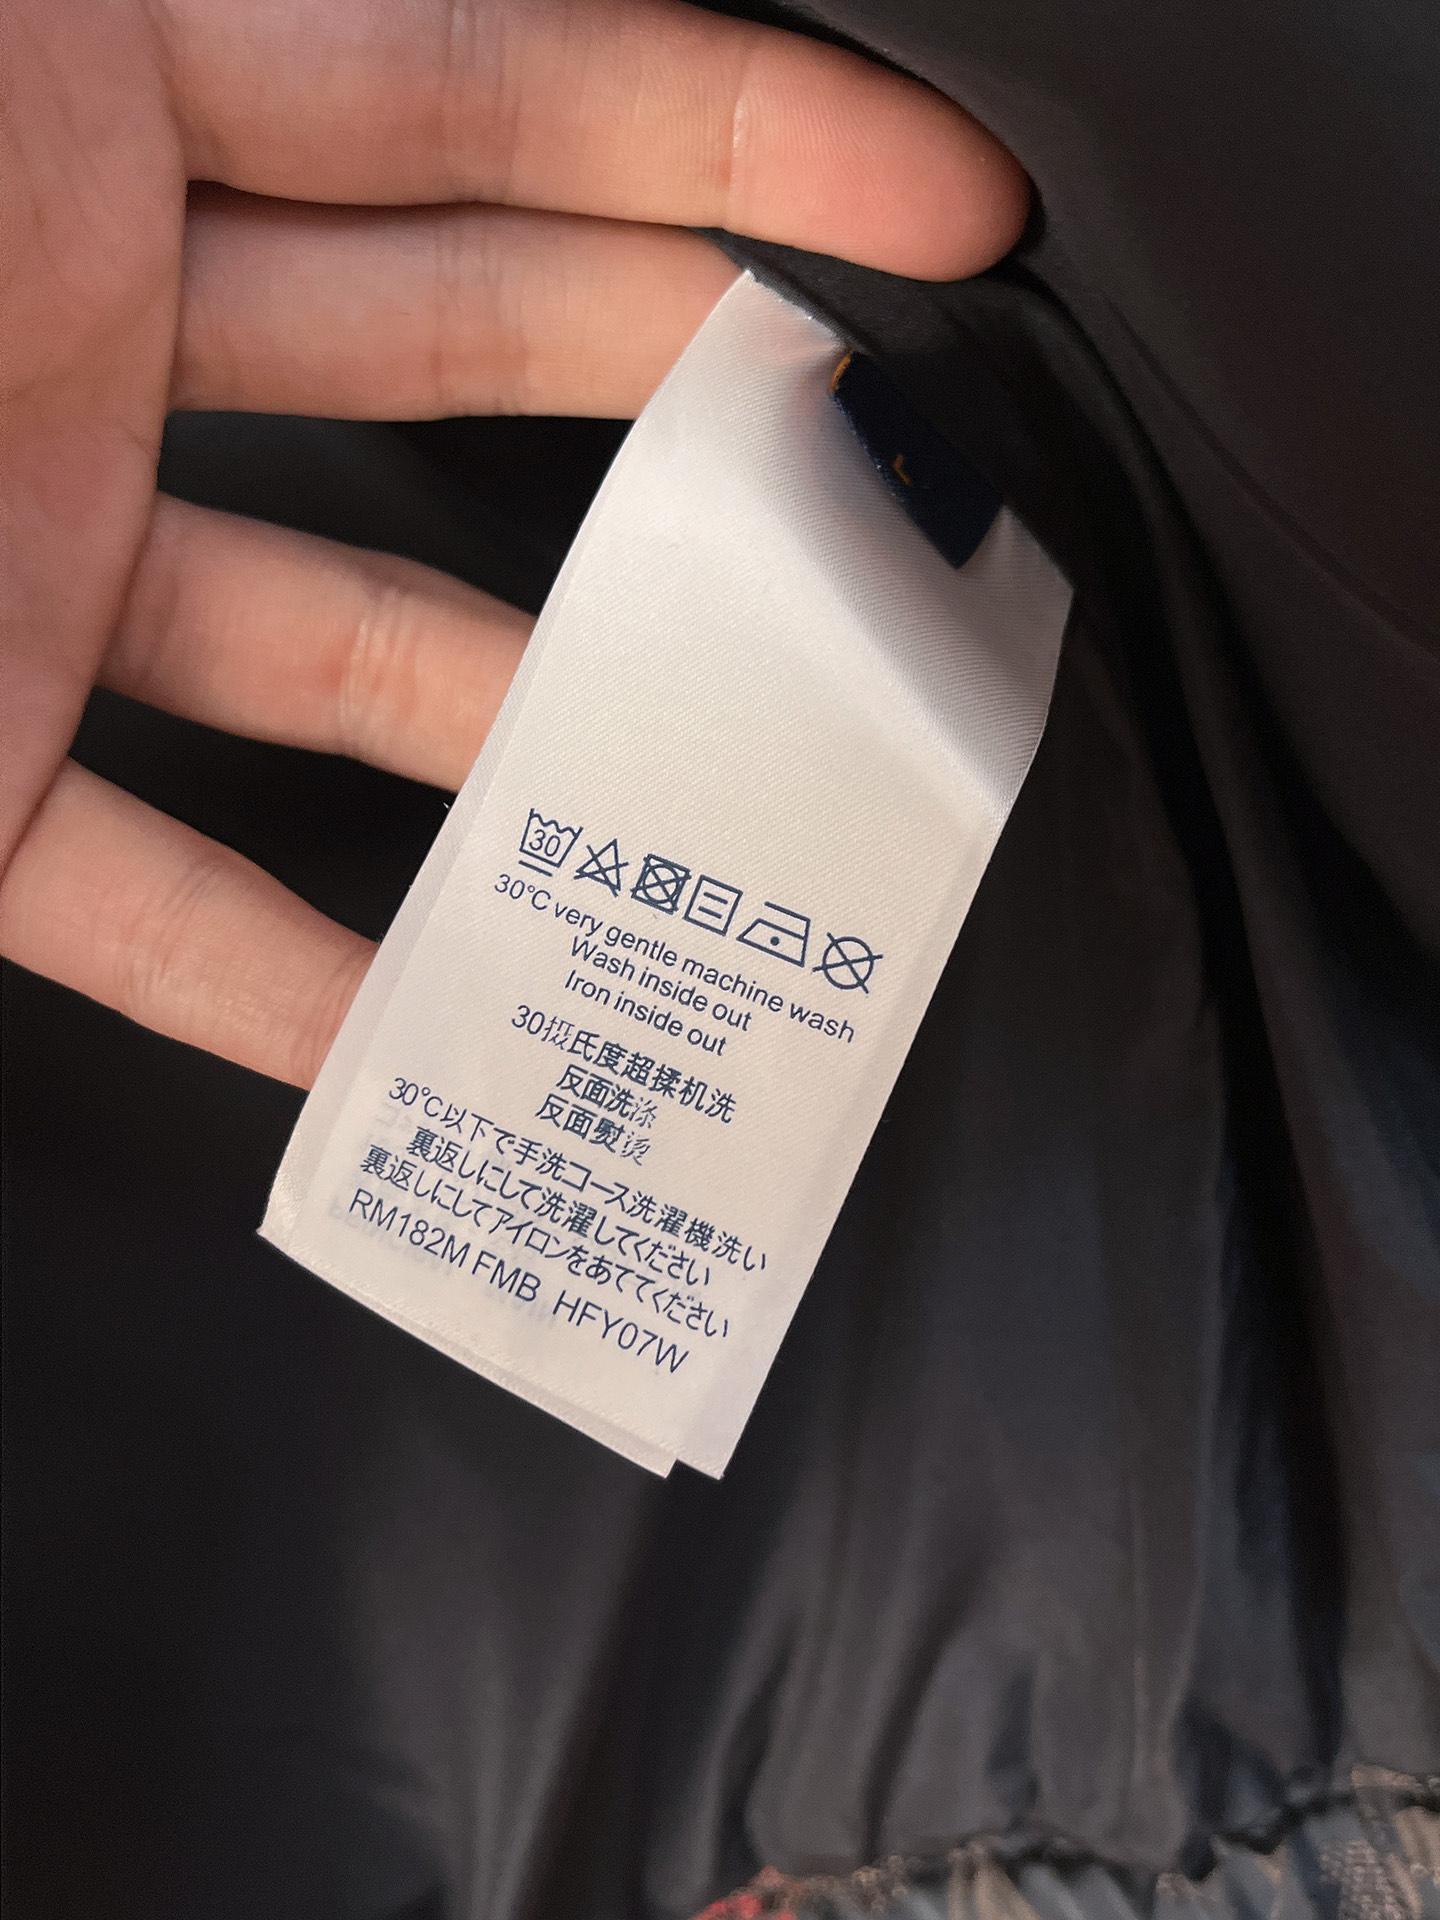 30
30°C very gentle machine wash
Wash inside out
Iron inside out
30摄氏度超揉机洗
反面洗涤
反面熨烫
30℃以下で手洗コース洗濯機洗い
裏返しにして洗濯してください
裏返しにしてアイロンをあててください
RM182M FMB HFY07W